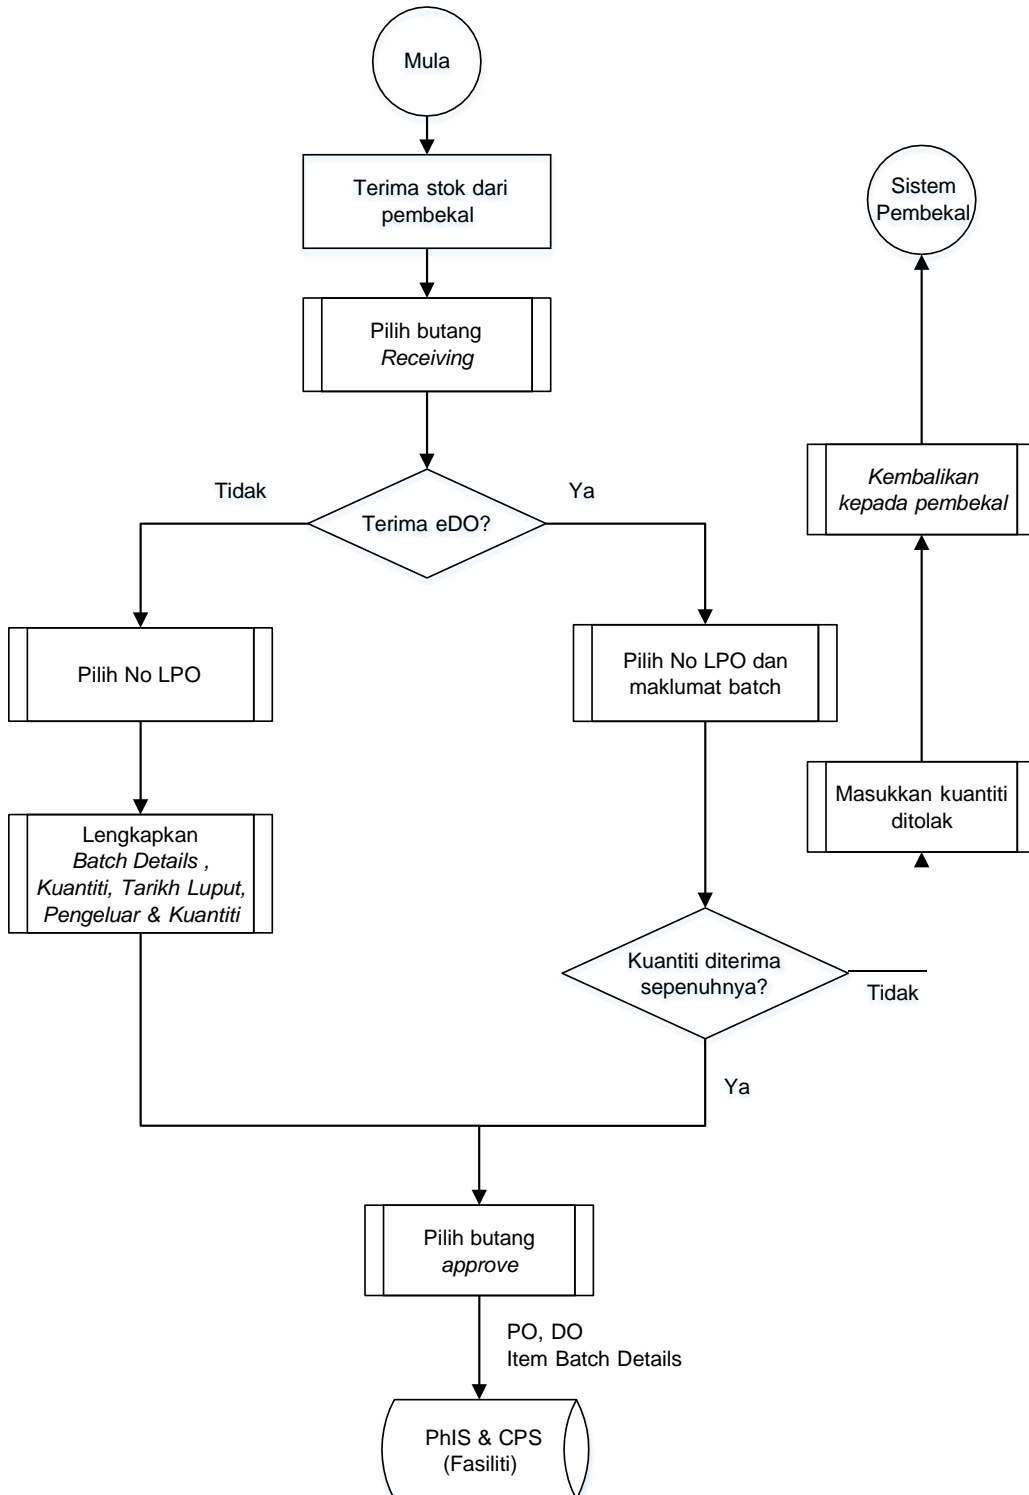 Mula
Terima stok dari
pembekal
Pilih butang
Receiving
Tidak
Ya
Terima eDO?
Pilih No LPO
Lengkapkan
Batch Details ,
Kuantiti, Tarikh Luput,
Pengeluar & Kuantiti
Pilih No LPO dan
maklumat batch
Kuantiti diterima
sepenuhnya?
Tidak
Ya
Masukkan kuantiti
ditolak
Kembalikan
kepada pembekal
Sistem
Pembekal
Pilih butang
approve
PO, DO
Item Batch Details
PhIS & CPS
(Fasiliti)